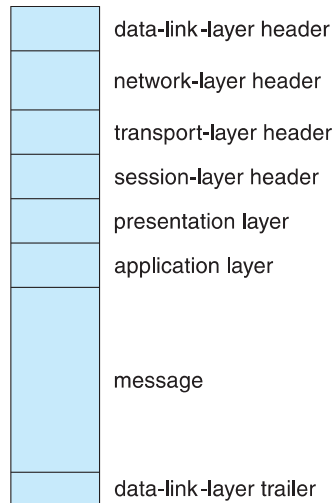 data-link-layer header
network-layer header
transport-layer header
session-layer header
presentation layer
application layer
message
data-link-layer trailer